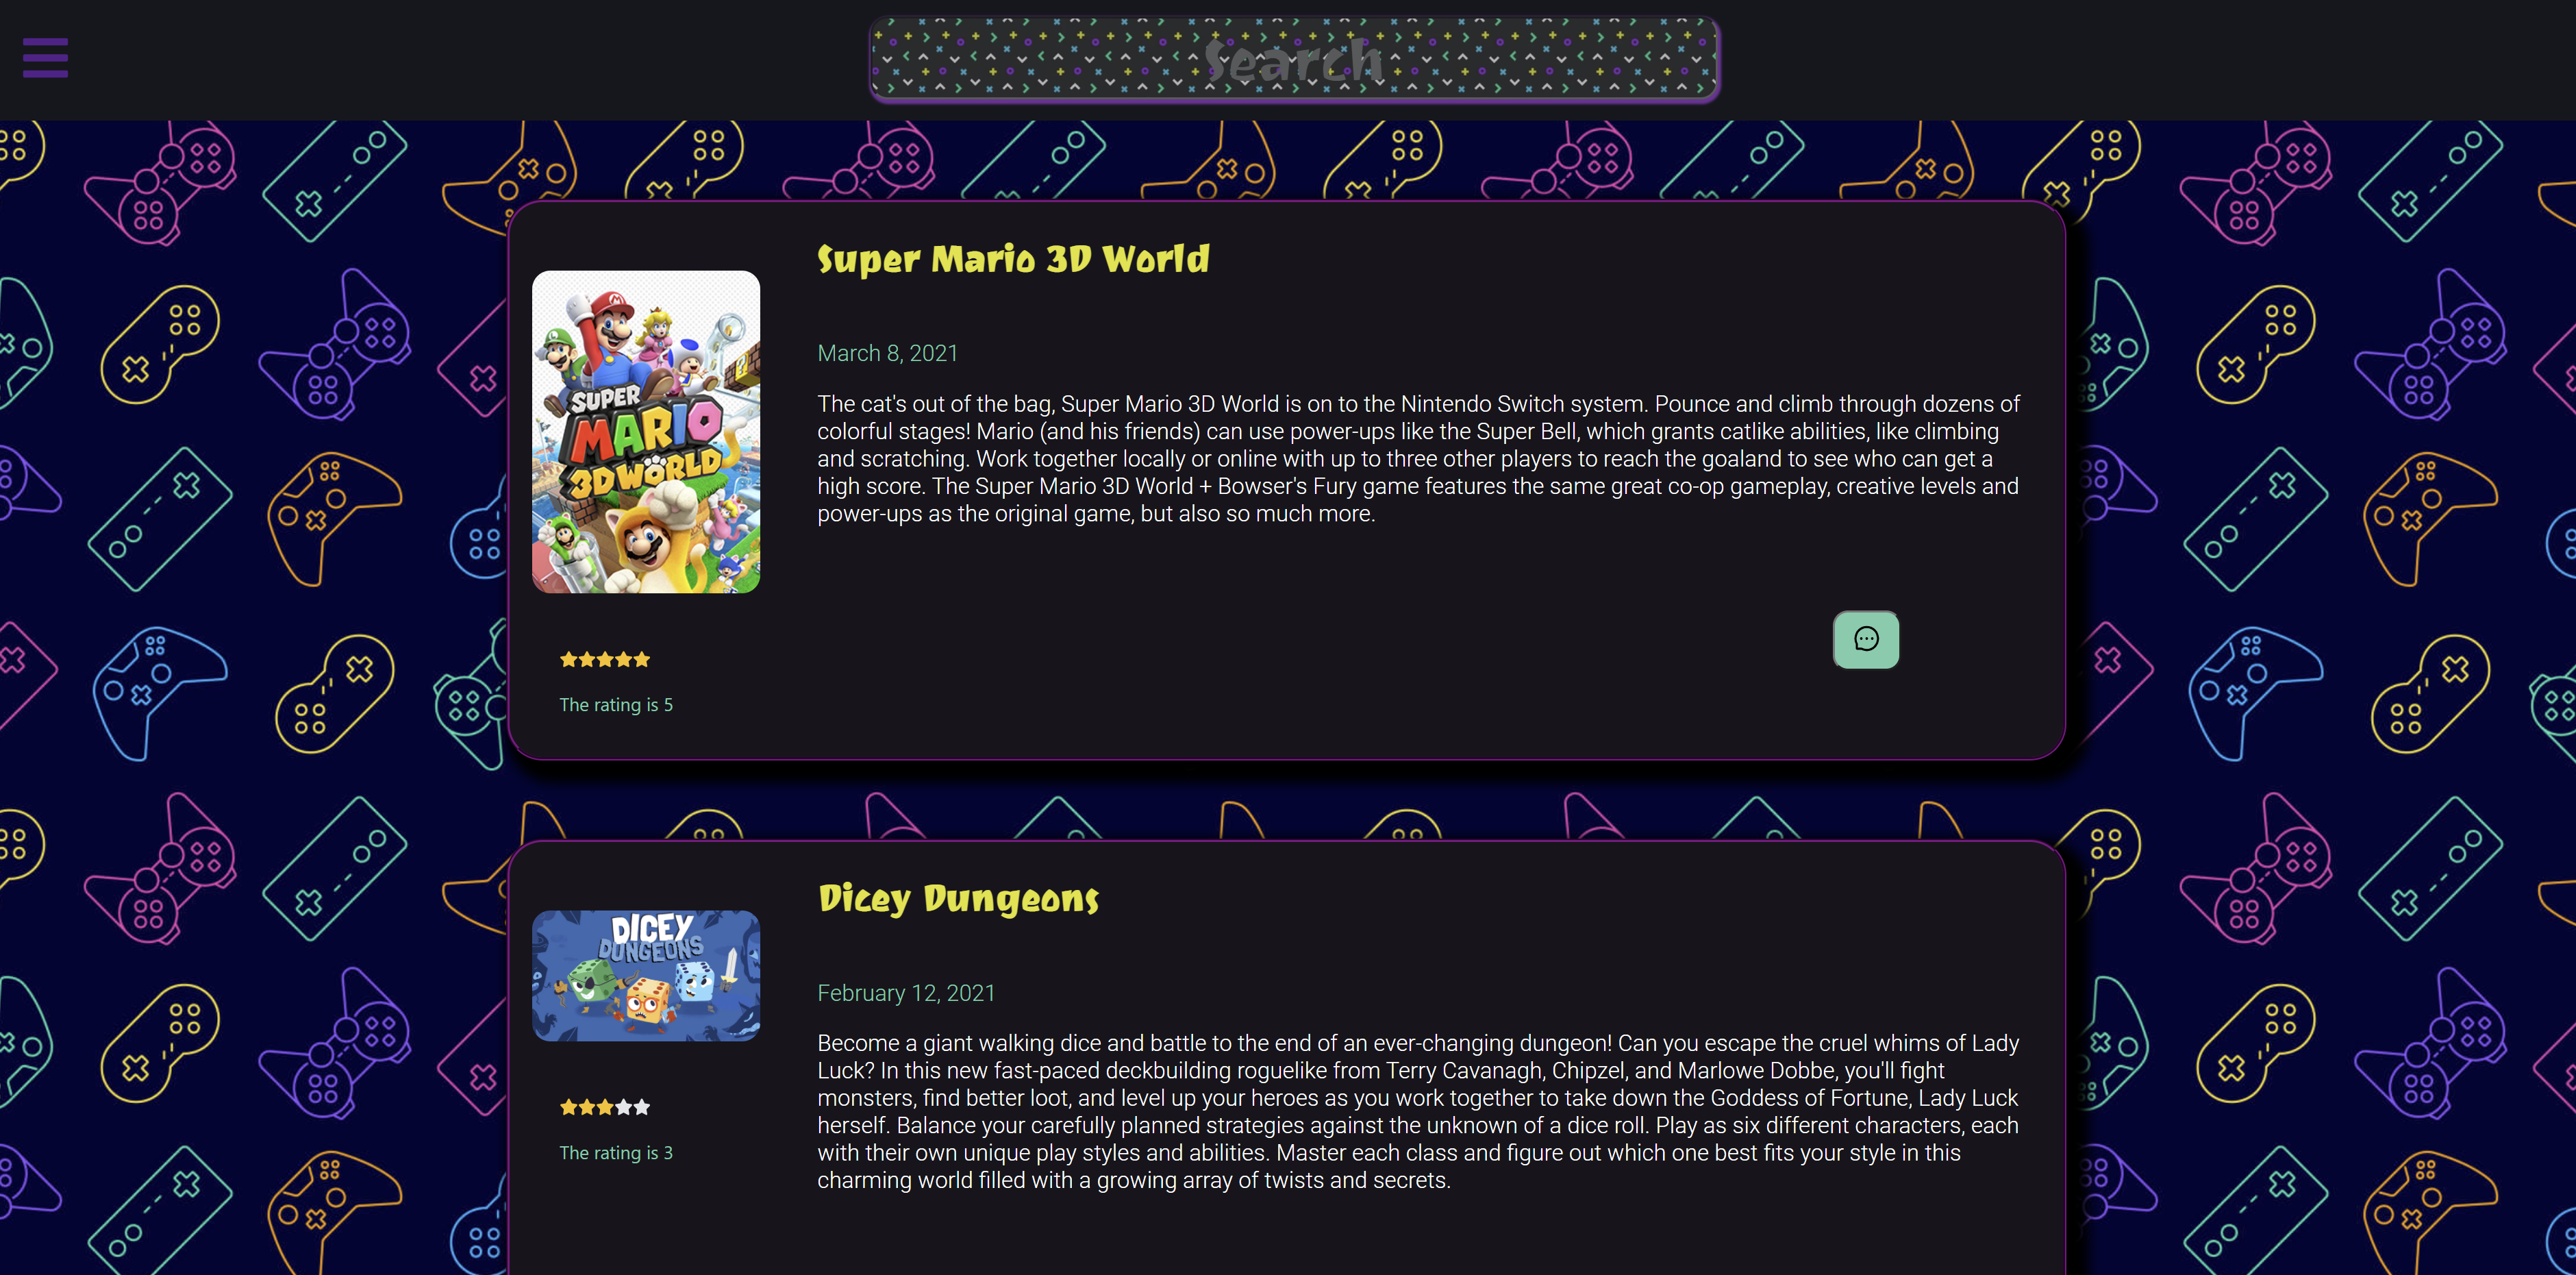 Search
Super Mario 3D World
SUPER
MARIO
3D WORLD
March 8, 2021
The cat's out of the bag, Super Mario 3D World is on to the Nintendo Switch system. Pounce and climb through dozens of
colorful stages! Mario (and his friends) can use power-ups like the Super Bell, which grants catlike abilities, like climbing
and scratching. Work together locally or online with up to three other players to reach the goaland to see who can get a
high score. The Super Mario 3D World + Bowser's Fury game features the same great co-op gameplay, creative levels and
power-ups as the original game, but also so much more.
The rating is 5
Dicey Dungeons
DICEY
DUNGEONS
February 12, 2021
Become a giant walking dice and battle to the end of an ever-changing dungeon! Can you escape the cruel whims of Lady
Luck? In this new fast-paced deckbuilding roguelike from Terry Cavanagh, Chipzel, and Marlowe Dobbe, you'll fight
monsters, find better loot, and level up your heroes as you work together to take down the Goddess of Fortune, Lady Luck
herself. Balance your carefully planned strategies against the unknown of a dice roll. Play as six different characters, each
with their own unique play styles and abilities. Master each class and figure out which one best fits your style in this
charming world filled with a growing array of twists and secrets.
The rating is 3